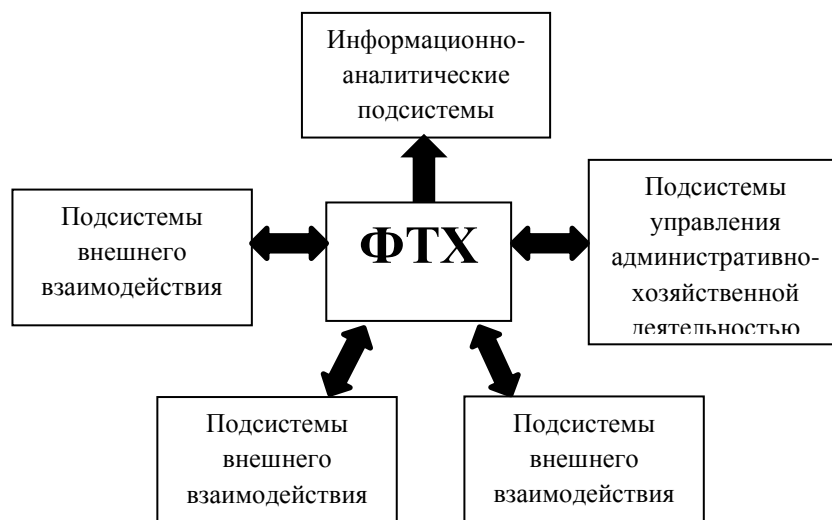 Информационно-
аналитические
подсистемы
Подсистемы
внешнего
взаимодействия
ФТХ
Подсистемы
управления
административно-
хозяйственной
деятельностью
Подсистемы
внешнего
взаимодействия
Подсистемы
внешнего
взаимодействия